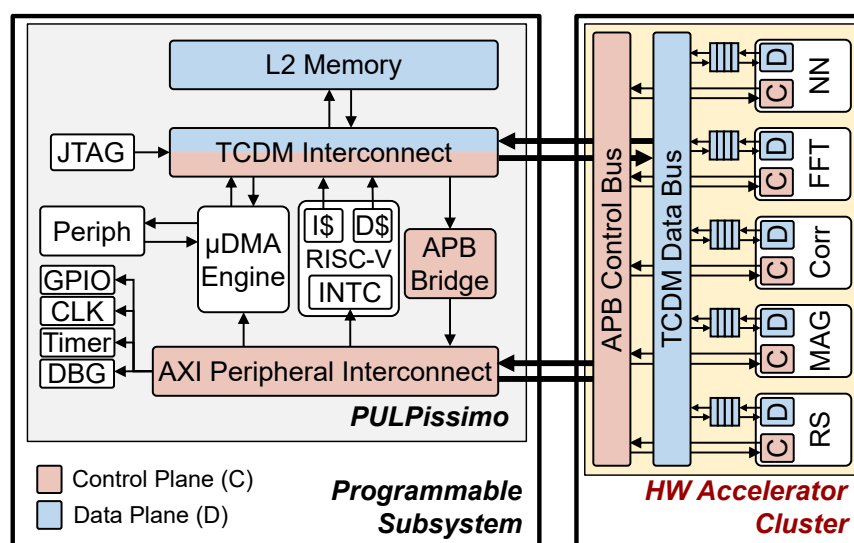 L2 Memory
JTAG
TCDM Interconnect
Periph
µDMA
Engine
I$
D$
RISC-V
INTC
APB
Bridge
GPIO
CLK
Timer
DBG
AXI Peripheral Interconnect
PULPissimo
Control Plane (C)
Data Plane (D)
Programmable
Subsystem
APB Control Bus
TCDM Data Bus
D
C
NN
D
C
FFT
D
C
Corr
D
C
MAG
D
C
RS
HW Accelerator
Cluster